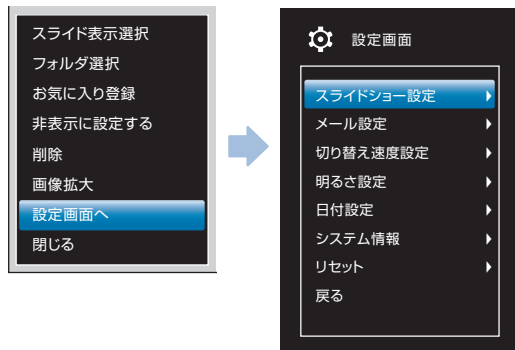 スライド表示選択
フォルダ選択
お気に入り登録
非表示に設定する
削除
画像拡大
設定画面へ
閉じる
設定画面
スライドショー設定
メール設定
切り替え速度設定
明るさ設定
日付設定
システム情報
リセット
戻る